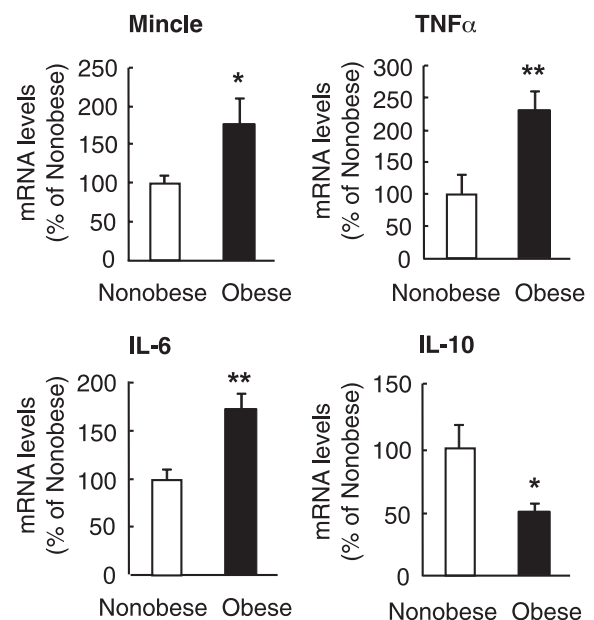 Mincle
mRNA levels
(% of Nonobese)
250
200
150
100
50
0
*
Nonobese Obese
TNFα
mRNA levels
(% of Nonobese)
300
250
200
150
100
50
0
**
Nonobese Obese
IL-6
mRNA levels
(% of Nonobese)
200
150
100
50
0
**
Nonobese Obese
IL-10
mRNA levels
(% of Nonobese)
150
100
50
0
*
Nonobese Obese